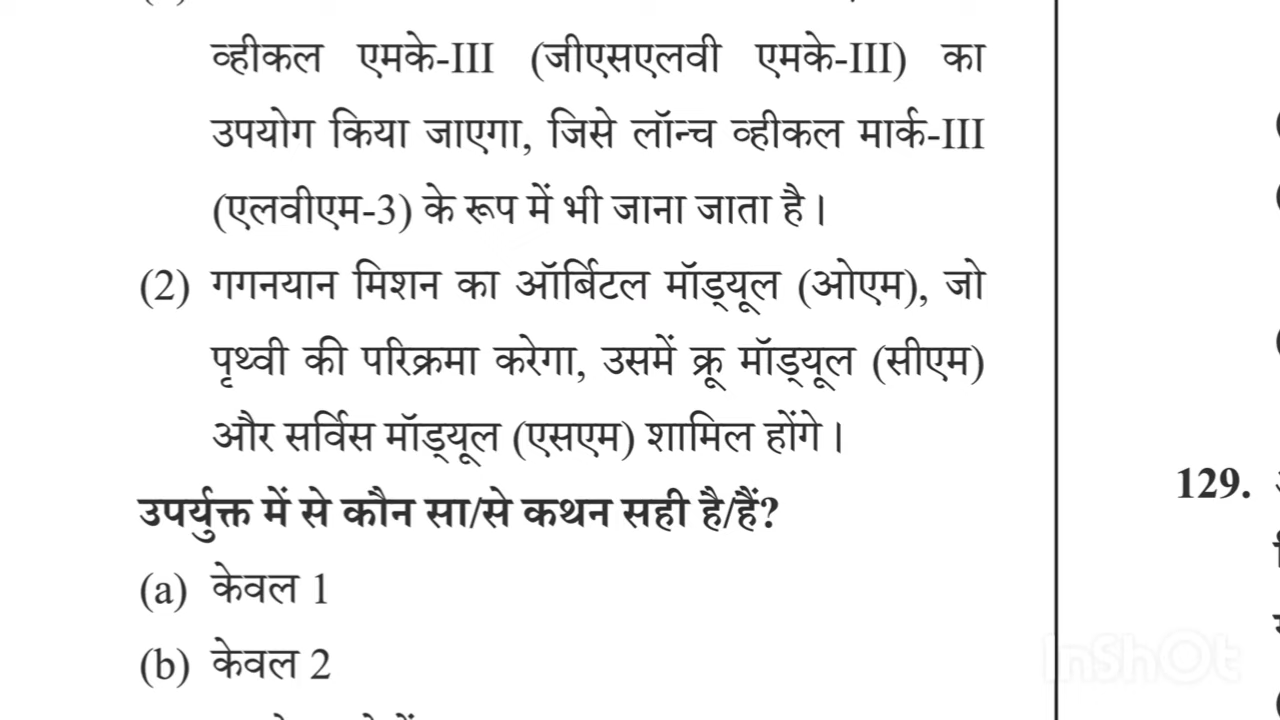 व्हीकल एमके-III (जीएसएलवी एमके-III) का
उपयोग किया जाएगा, जिसे लॉन्च व्हीकल मार्क-III
(एलवीएम-3) के रूप में भी जाना जाता है।
(2) गगनयान मिशन का ऑर्बिटल मॉड्यूल (ओएम), जो
पृथ्वी की परिक्रमा करेगा, उसमें क्रू मॉड्यूल (सीएम)
और सर्विस मॉड्यूल (एसएम) शामिल होंगे।
उपर्युक्त में से कौन सा/से कथन सही है/हैं?
(a) केवल 1
(b) केवल 2
129.
InShOt